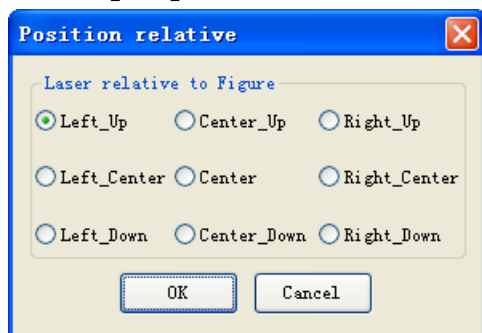 Position relative
Laser relative to Figure
Left_Up Center_Up Right_Up
Left_Center Center Right_Center
Left_Down Center_Down Right_Down
OK Cancel